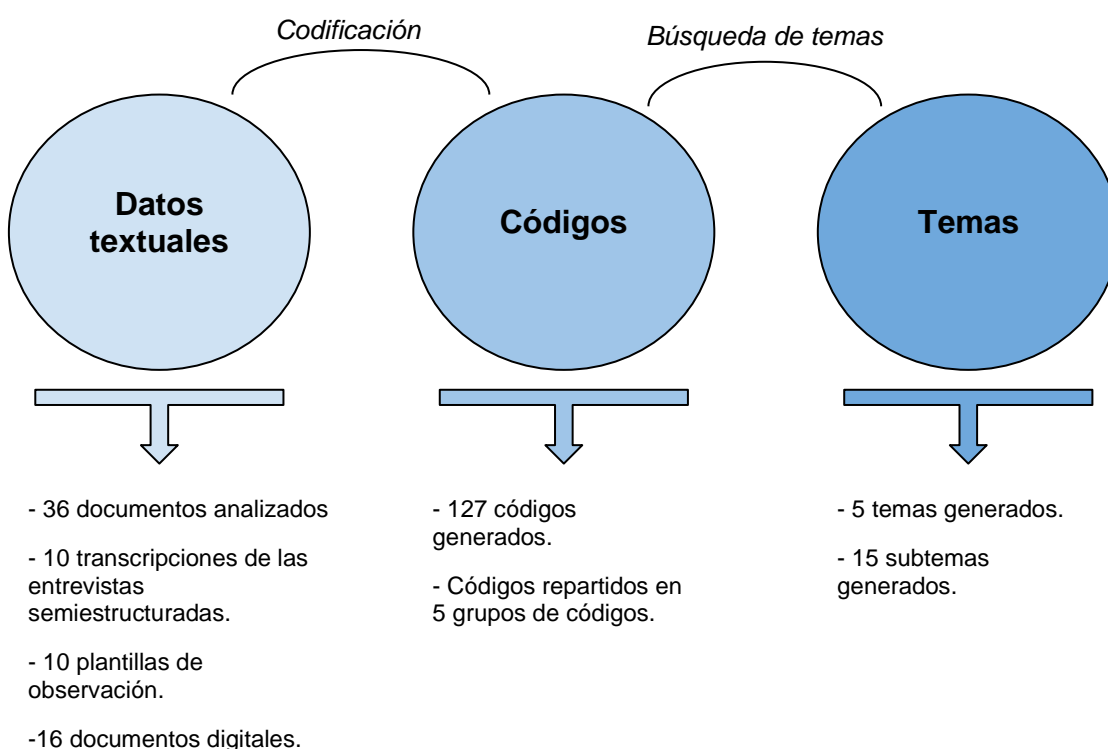 Codificación
Búsqueda de temas
Datos
textuales
Códigos
Temas
- 36 documentos analizados
- 10 transcripciones de las
entrevistas
semiestructuradas.
- 10 plantillas de
observación.
-16 documentos digitales.
- 127 códigos
generados.
- Códigos repartidos en
5 grupos de códigos.
- 5 temas generados.
- 15 subtemas
generados.